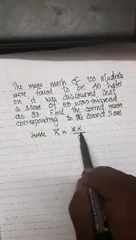 The mean mark of 100 students
were found to be 40 later
on it was discovered that
a score of 53 was misread
as 83. Find the correct mean
corresponding to the correct score
x̄ = Σx